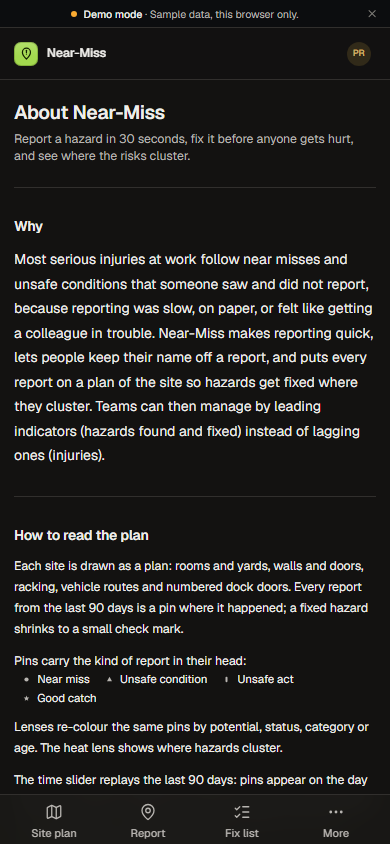 Demo mode · Sample data, this browser only.
Near-Miss
PR
About Near-Miss
Report a hazard in 30 seconds, fix it before anyone gets hurt,
and see where the risks cluster.
Why
Most serious injuries at work follow near misses and
unsafe conditions that someone saw and did not report,
because reporting was slow, on paper, or felt like getting
a colleague in trouble. Near-Miss makes reporting quick,
lets people keep their name off a report, and puts every
report on a plan of the site so hazards get fixed where
they cluster. Teams can then manage by leading
indicators (hazards found and fixed) instead of lagging
ones (injuries).
How to read the plan
Each site is drawn as a plan: rooms and yards, walls and doors,
racking, vehicle routes and numbered dock doors. Every report
from the last 90 days is a pin where it happened; a fixed hazard
shrinks to a small check mark.
Pins carry the kind of report in their head:
Near miss Unsafe condition Unsafe act
Good catch
Lenses re-colour the same pins by potential, status, category or
age. The heat lens shows where hazards cluster.
The time slider replays the last 90 days: pins appear on the day
Site plan Report Fix list More